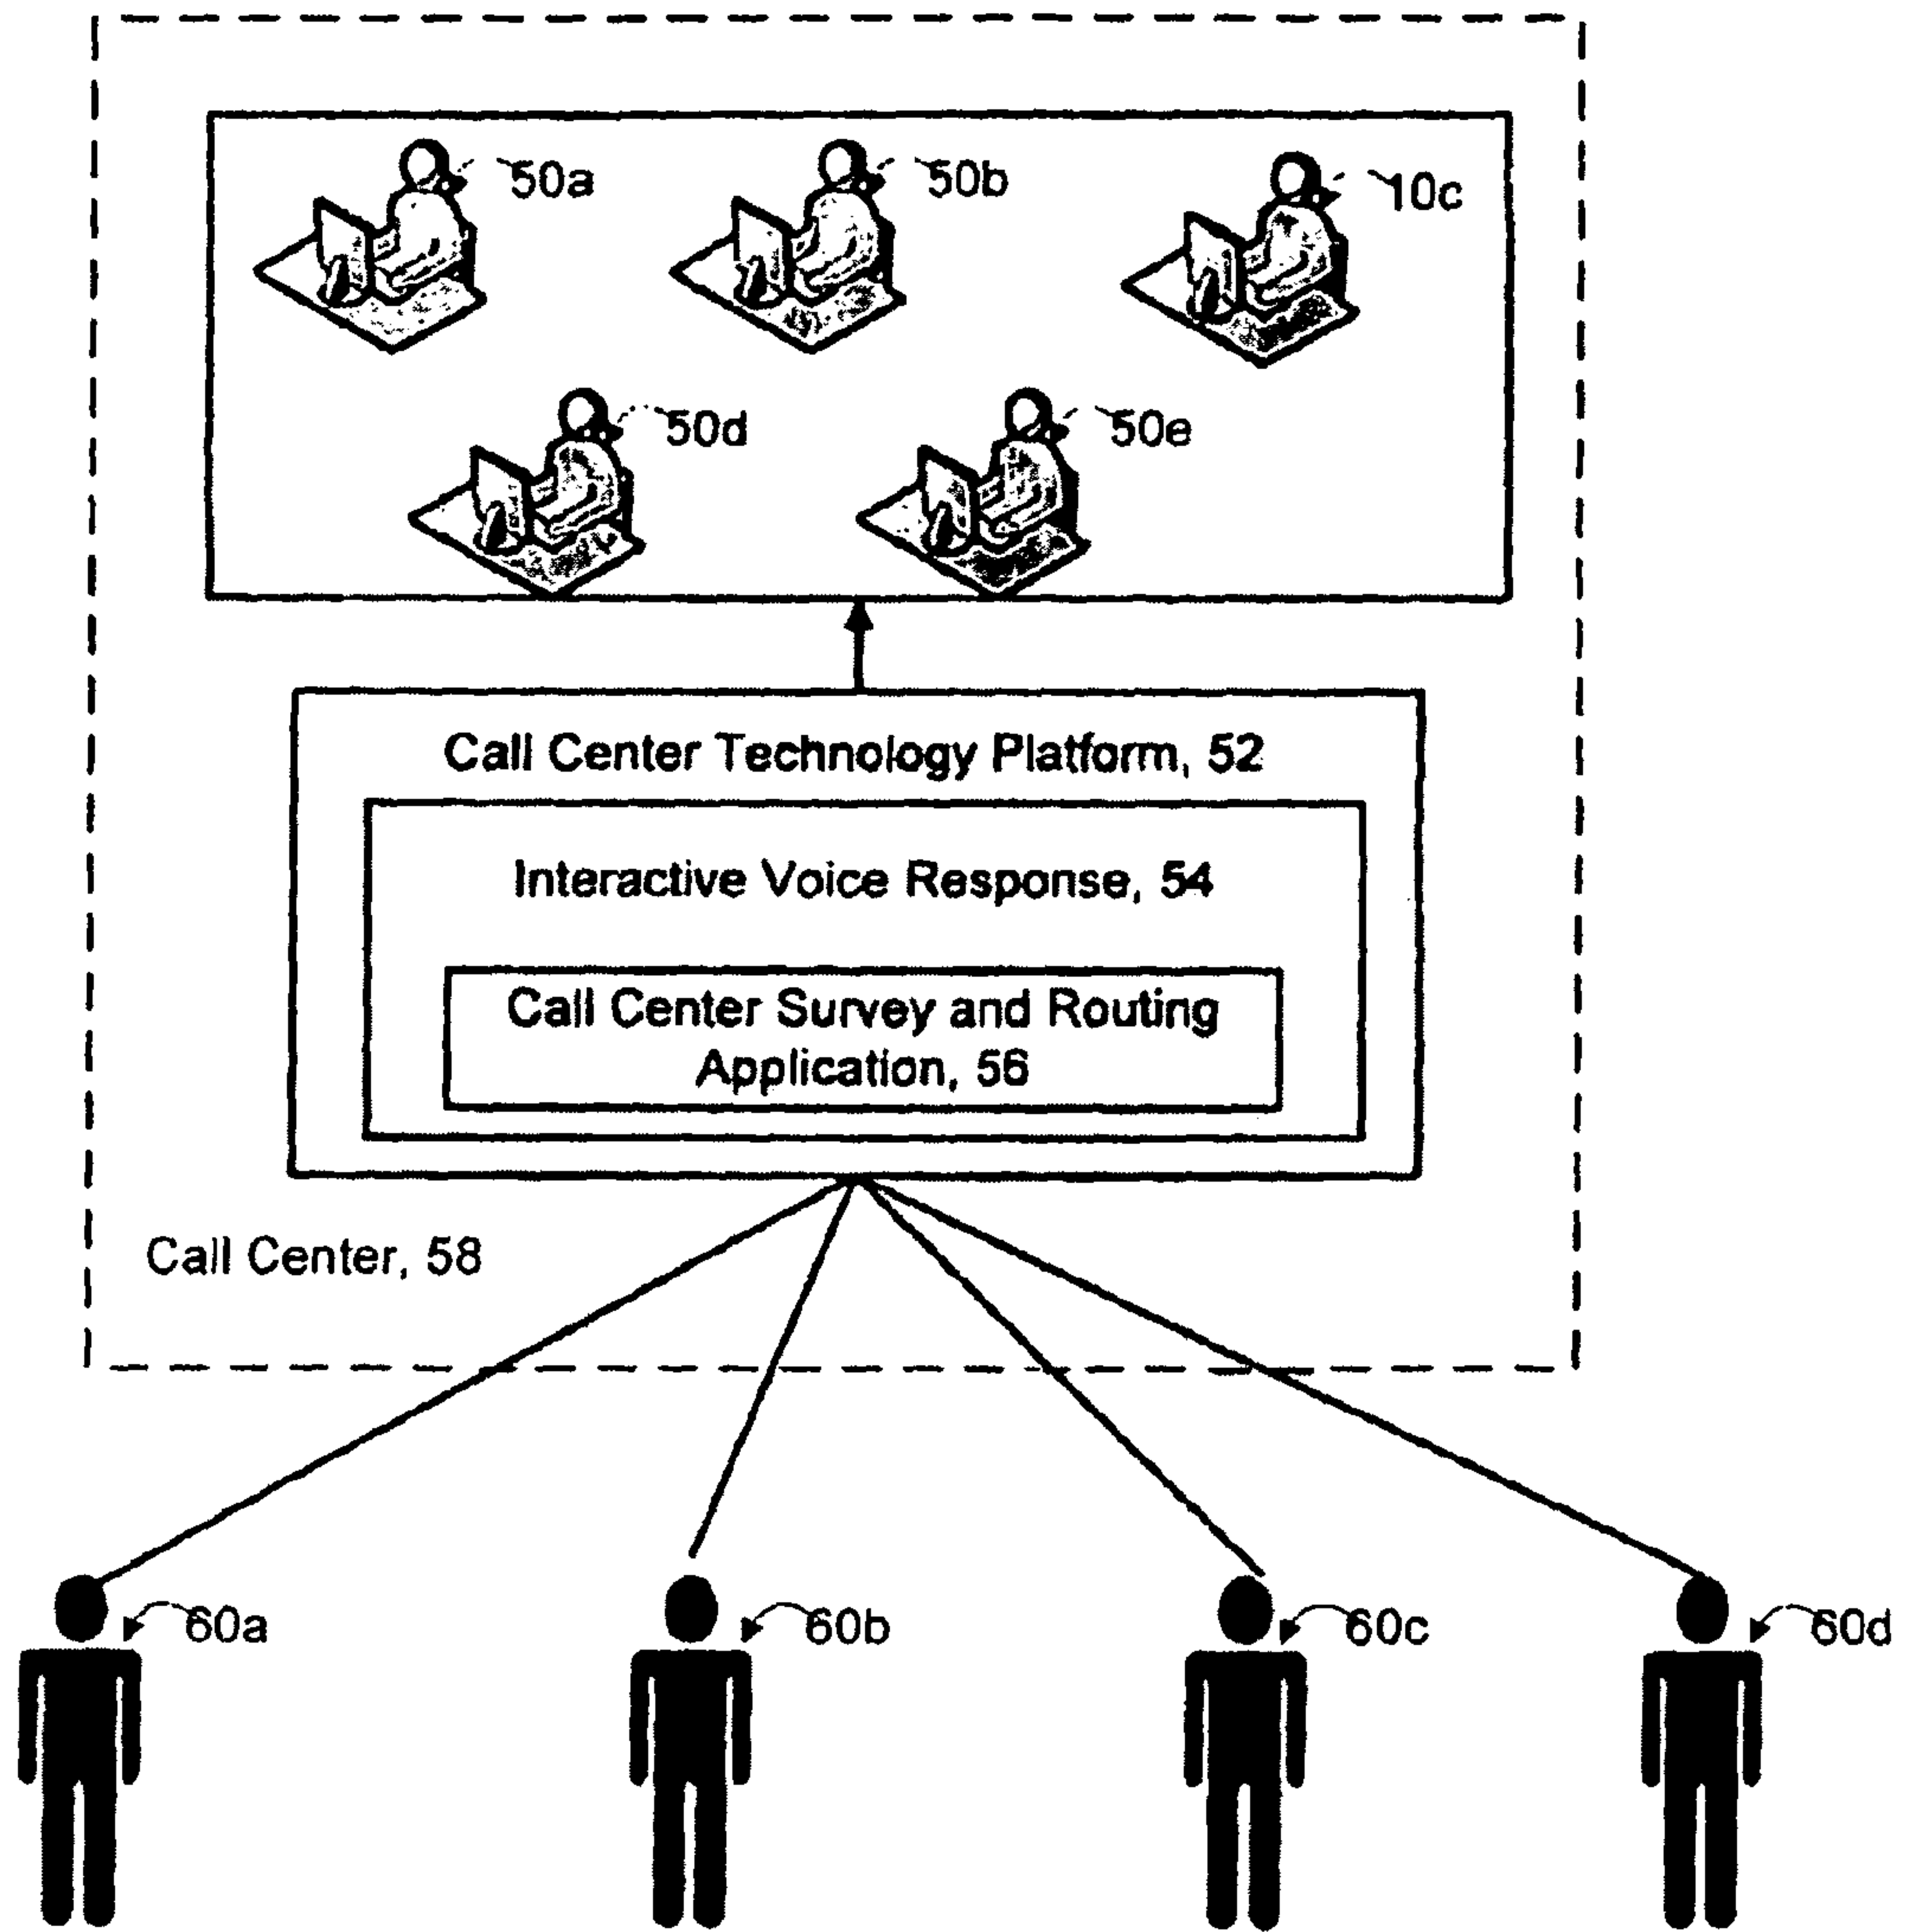 50a
50b
10c
50d
50e
Call Center Technology Platform, 52
Interactive Voice Response, 54
Call Center Survey and Routing
Application, 56
Call Center, 58
60a
60b
60c
60d